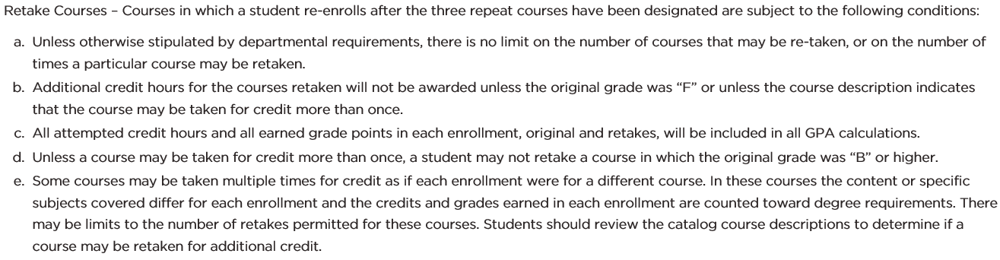 Retake Courses – Courses in which a student re-enrolls after the three repeat courses have been designated are subject to the following conditions:
a. Unless otherwise stipulated by departmental requirements, there is no limit on the number of courses that may be re-taken, or on the number of
times a particular course may be retaken.
b. Additional credit hours for the courses retaken will not be awarded unless the original grade was “F” or unless the course description indicates
that the course may be taken for credit more than once.
c. All attempted credit hours and all earned grade points in each enrollment, original and retakes, will be included in all GPA calculations.
d. Unless a course may be taken for credit more than once, a student may not retake a course in which the original grade was “B” or higher.
e. Some courses may be taken multiple times for credit as if each enrollment were for a different course. In these courses the content or specific
subjects covered differ for each enrollment and the credits and grades earned in each enrollment are counted toward degree requirements. There
may be limits to the number of retakes permitted for these courses. Students should review the catalog course descriptions to determine if a
course may be retaken for additional credit.